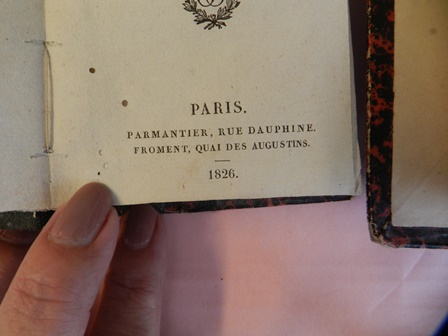 PARIS.
PARMANTIER, RUE DAUPHINE.
FROMENT, QUAI DES AUGUSTINS.
1826.